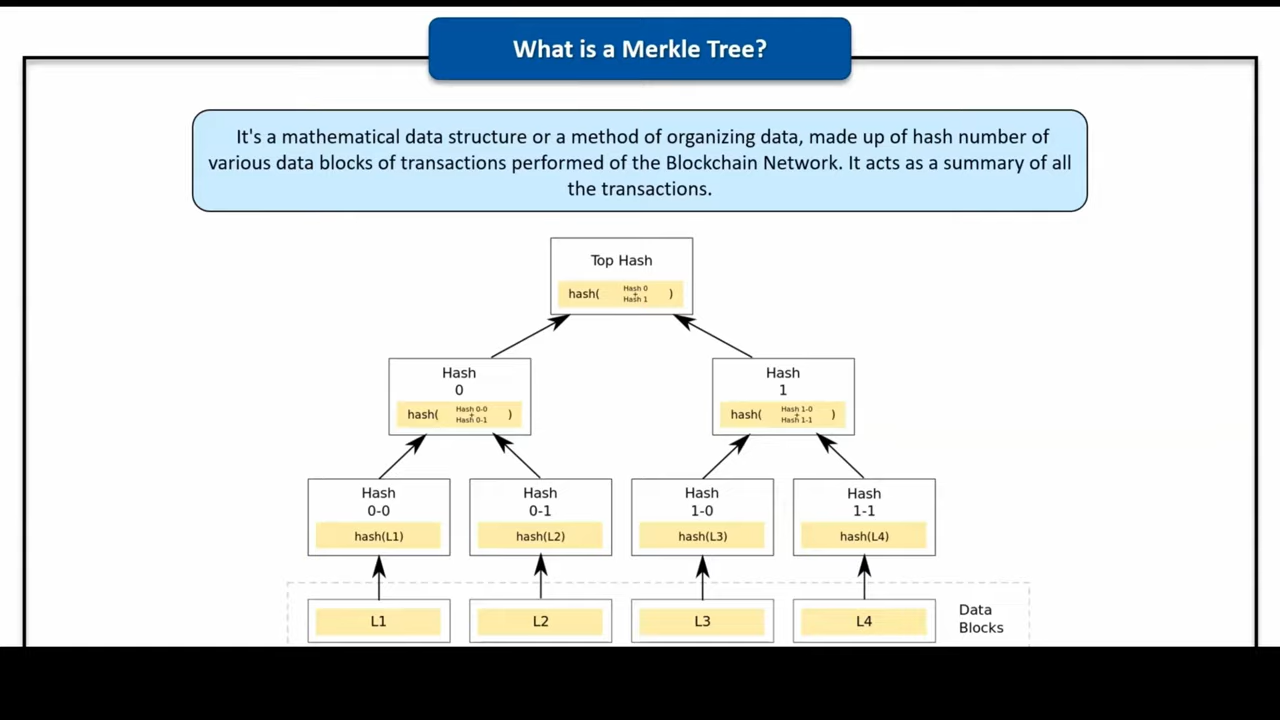 What is a Merkle Tree?
It's a mathematical data structure or a method of organizing data, made up of hash number of
various data blocks of transactions performed of the Blockchain Network. It acts as a summary of all
the transactions.
Top Hash
hash( Hash 0 + Hash 1 )
Hash
0
hash( Hash 0-0 + Hash 0-1 )
Hash
1
hash( Hash 1-0 + Hash 1-1 )
Hash
0-0
hash(L1)
Hash
0-1
hash(L2)
Hash
1-0
hash(L3)
Hash
1-1
hash(L4)
L1
L2
L3
L4
Data
Blocks